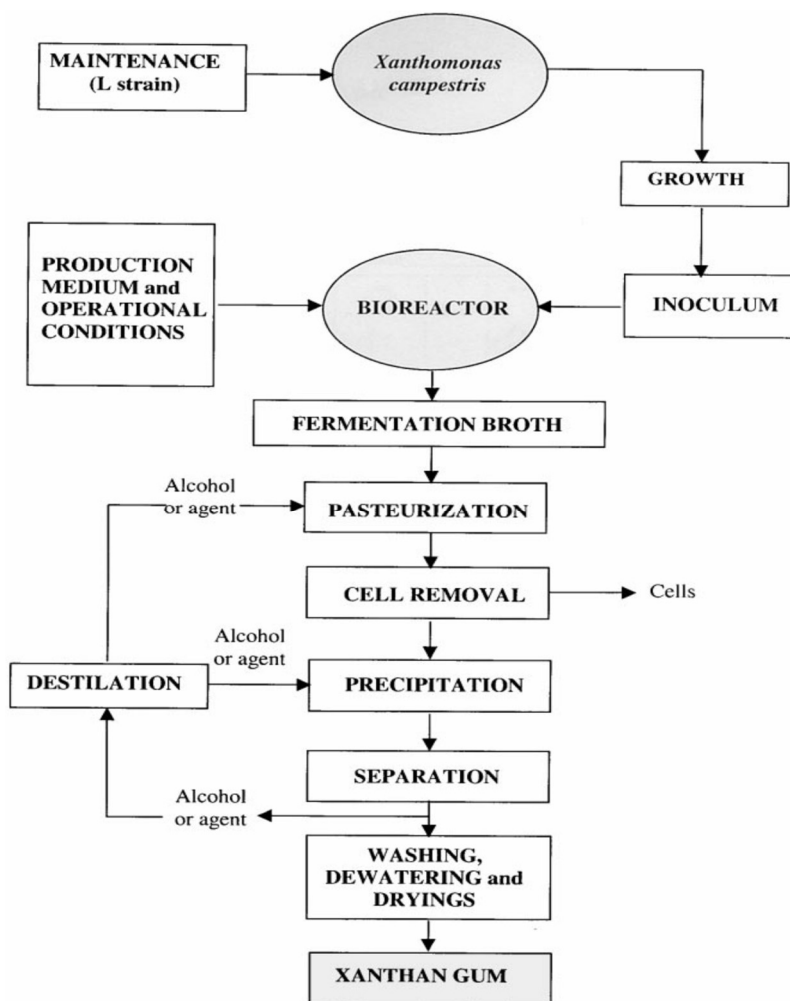 MAINTENANCE
(L strain)
Xanthomonas
campestris
GROWTH
PRODUCTION
MEDIUM and
OPERATIONAL
CONDITIONS
BIOREACTOR
INOCULUM
FERMENTATION BROTH
Alcohol
or agent
PASTEURIZATION
CELL REMOVAL
Cells
Alcohol
or agent
DESTILATION
PRECIPITATION
SEPARATION
Alcohol
or agent
WASHING,
DEWATERING and
DRYINGS
XANTHAN GUM